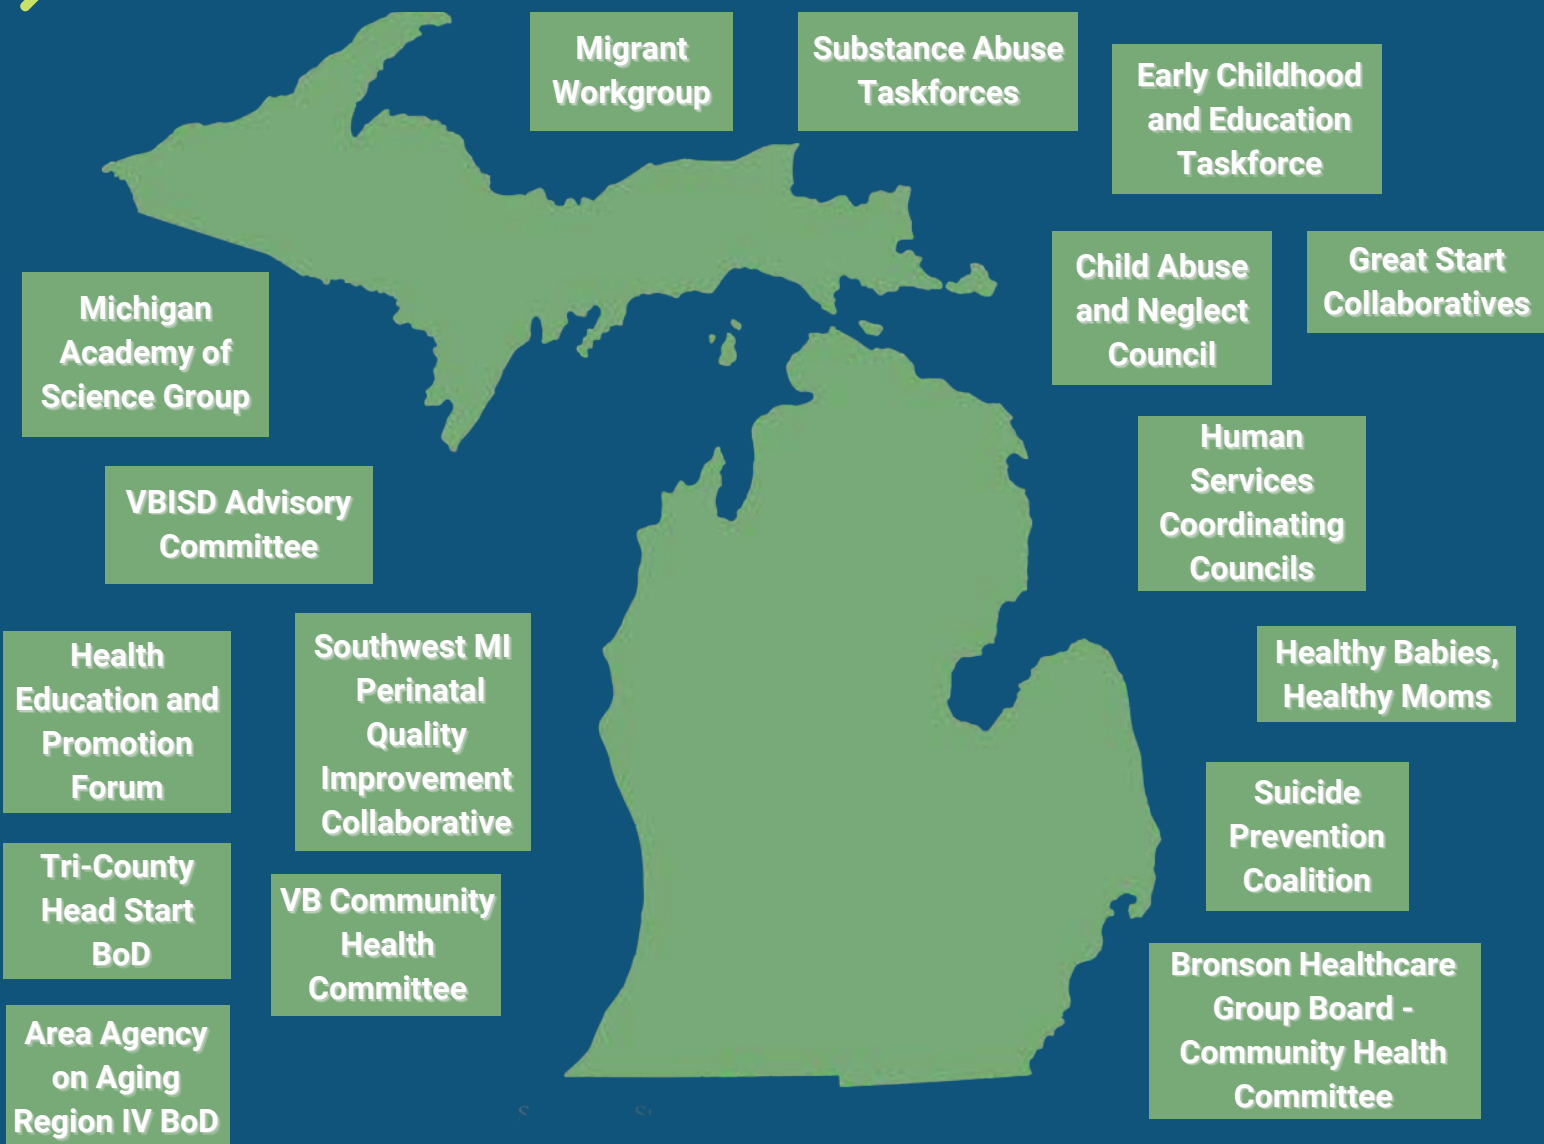 Migrant
Workgroup
Substance Abuse
Taskforces
Early Childhood
and Education
Taskforce
Child Abuse
and Neglect
Council
Great Start
Collaboratives
Michigan
Academy of
Science Group
Human
Services
Coordinating
Councils
VBISD Advisory
Committee
Health
Education and
Promotion
Forum
Southwest MI
Perinatal
Quality
Improvement
Collaborative
Healthy Babies,
Healthy Moms
Suicide
Prevention
Coalition
Tri-County
Head Start
BoD
VB Community
Health
Committee
Bronson Healthcare
Group Board -
Community Health
Committee
Area Agency
on Aging
Region IV BoD